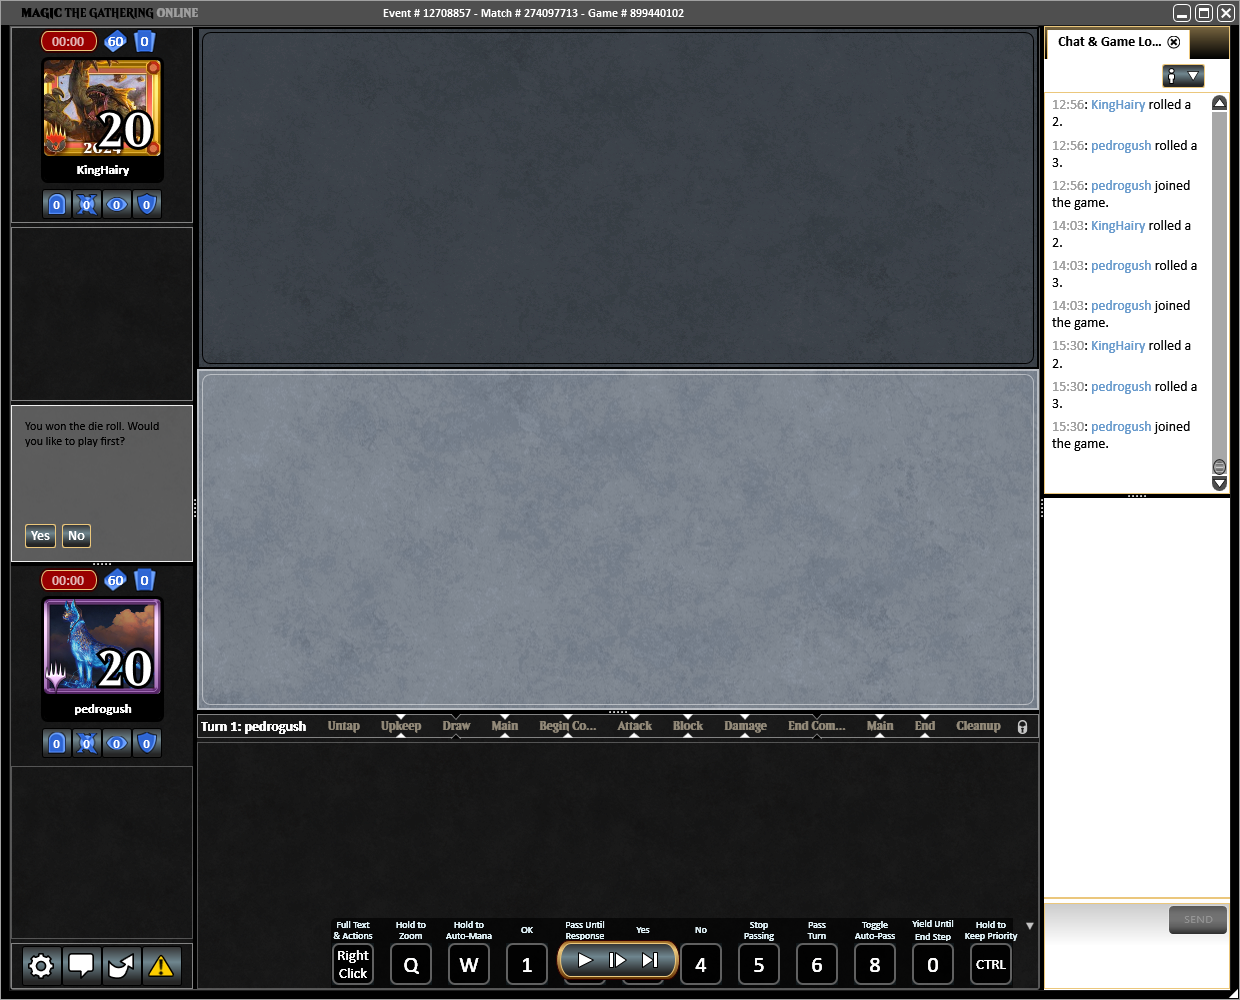 MAGIC THE GATHERING ONLINE
Event # 12708857 - Match # 274097713 - Game # 899440102
00:00 60 0
20
2024
KingHairy
0 0 0 0
You won the die roll. Would
you like to play first?
Yes No
00:00 60 0
20
pedrogush
0 0 0 0
Turn 1: pedrogush Untap Upkeep Draw Main Begin Co... Attack Block Damage End Com... Main End Cleanup
Full Text
& Actions
Right
Click
Hold to
Zoom
Q
Hold to
Auto-Mana
W
OK
1
Pass Until
Response
Yes
No
4
Stop
Passing
5
Pass
Turn
6
Toggle
Auto-Pass
8
Yield Until
End Step
0
Hold to
Keep Priority
CTRL
Chat & Game Lo...
12:56: KingHairy rolled a
2.
12:56: pedrogush rolled a
3.
12:56: pedrogush joined
the game.
14:03: KingHairy rolled a
2.
14:03: pedrogush rolled a
3.
14:03: pedrogush joined
the game.
15:30: KingHairy rolled a
2.
15:30: pedrogush rolled a
3.
15:30: pedrogush joined
the game.
SEND